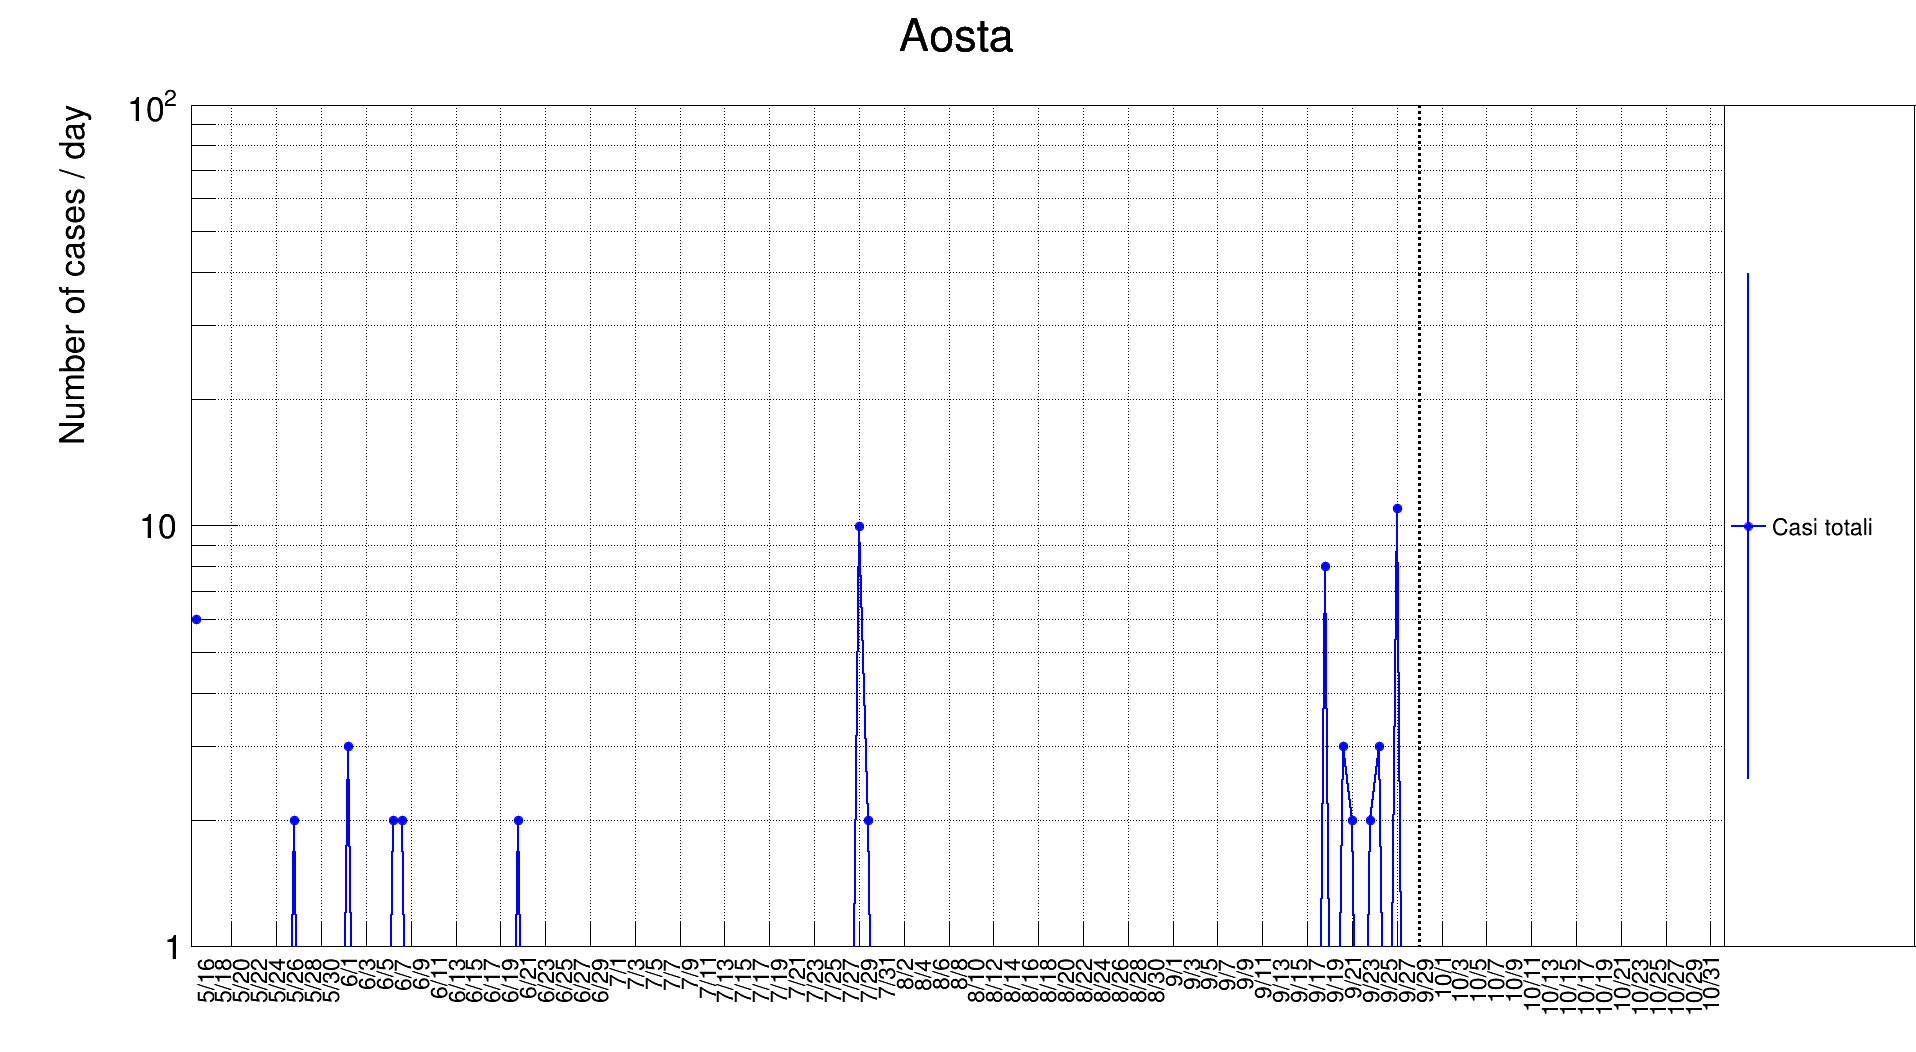 Aosta
Number of cases / day
10²
10
1
5/16 5/18 5/20 5/22 5/24 5/26 5/28 5/30 6/1 6/3 6/5 6/7 6/9 6/11 6/13 6/15 6/17 6/19 6/21 6/23 6/25 6/27 6/29 7/1 7/3 7/5 7/7 7/9 7/11 7/13 7/15 7/17 7/19 7/21 7/23 7/25 7/27 7/29 7/31 8/2 8/4 8/6 8/8 8/10 8/12 8/14 8/16 8/18 8/20 8/22 8/24 8/26 8/28 8/30 9/1 9/3 9/5 9/7 9/9 9/11 9/13 9/15 9/17 9/19 9/21 9/23 9/25 9/27 9/29 10/1 10/3 10/5 10/7 10/9 10/11 10/13 10/15 10/17 10/19 10/21 10/23 10/25 10/27 10/29 10/31
Casi totali